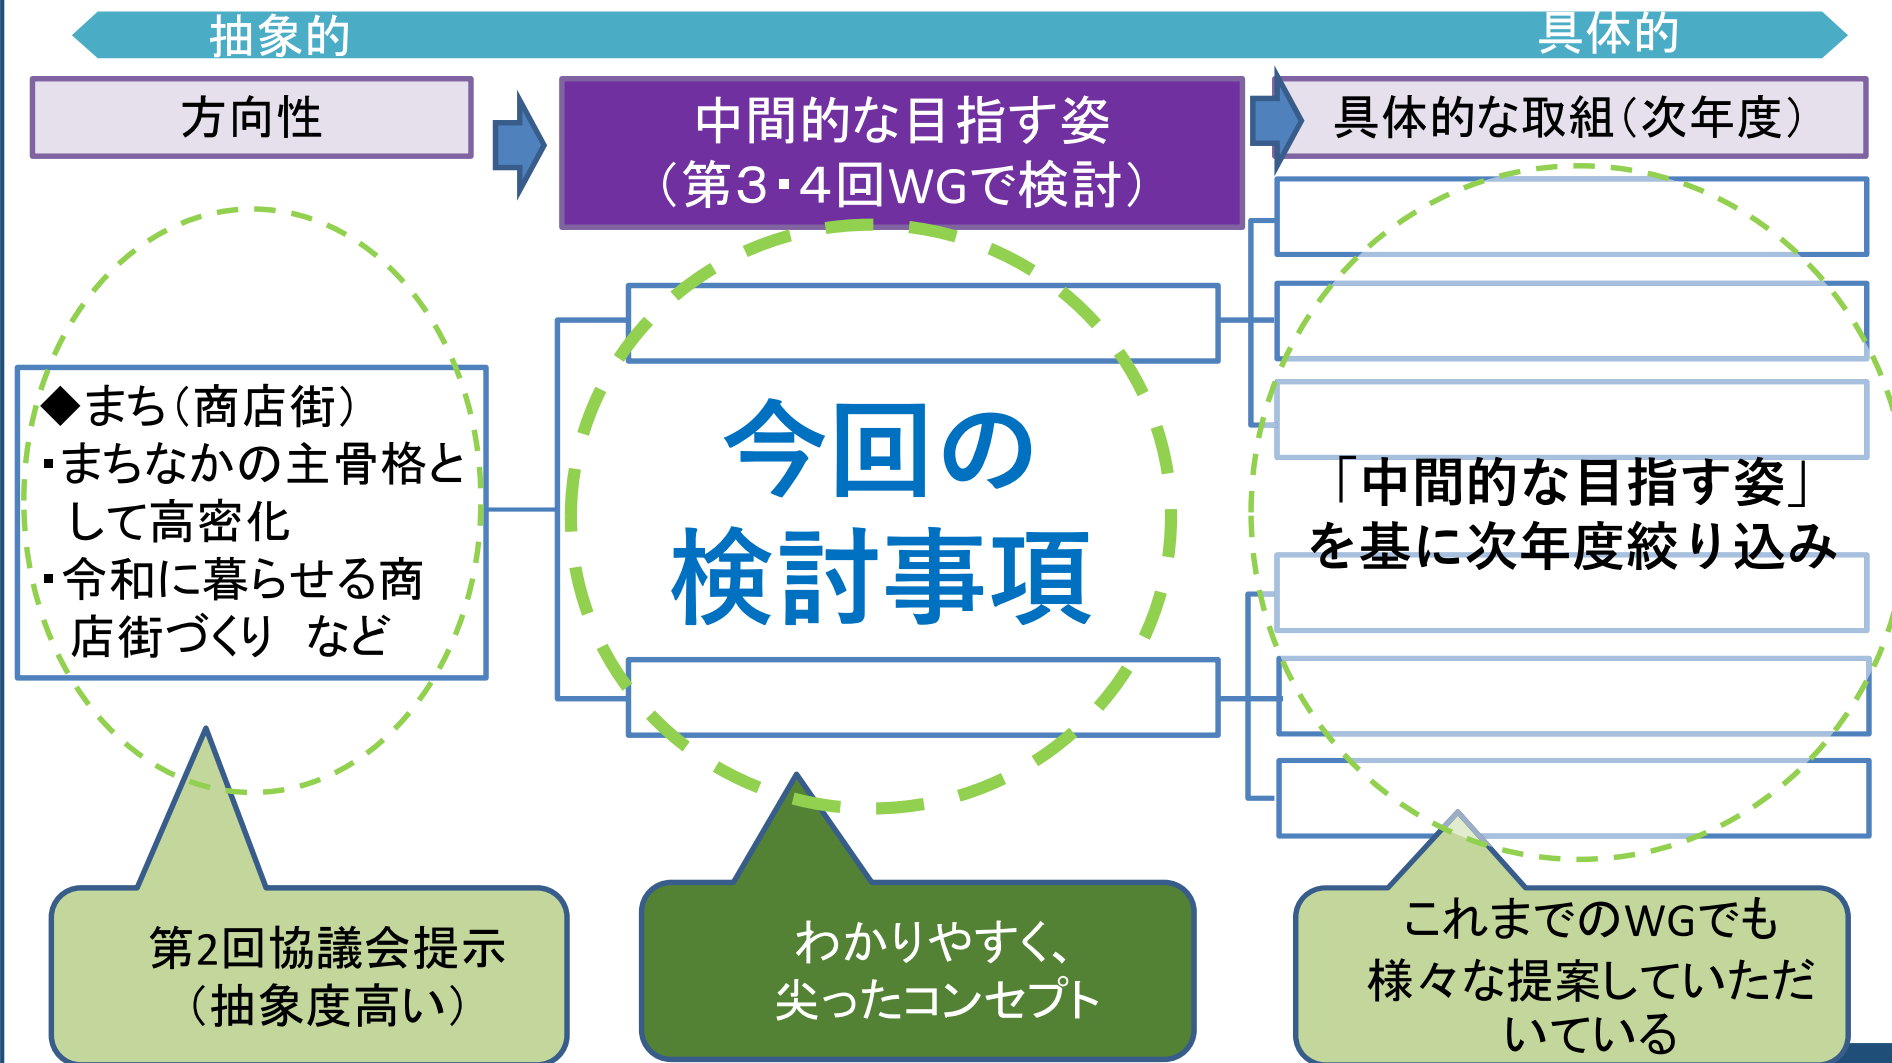 抽象的
具体的
方向性
中間的な目指す姿
（第３・４回WGで検討）
具体的な取組（次年度）
◆まち（商店街）
・まちなかの主骨格と
して高密化
・令和に暮らせる商
店街づくり　など
今回の
検討事項
「中間的な目指す姿」
を基に次年度絞り込み
第2回協議会提示
（抽象度高い）
わかりやすく、
尖ったコンセプト
これまでのWGでも
様々な提案していただ
いている